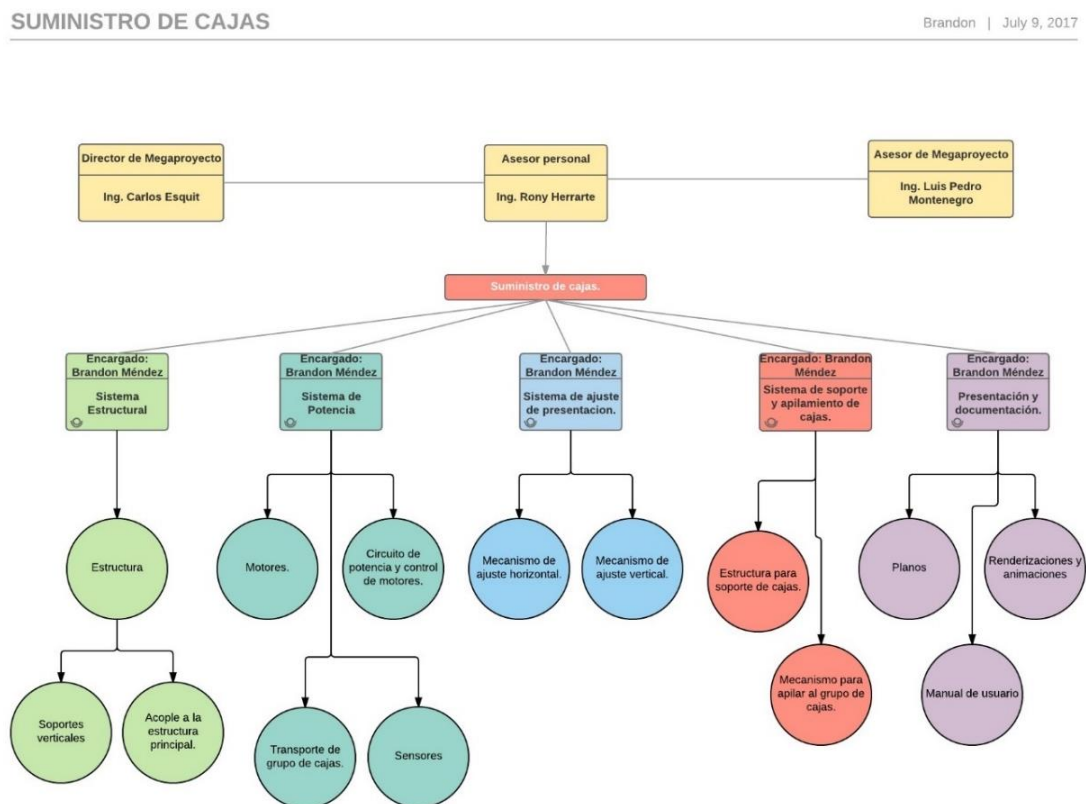 SUMINISTRO DE CAJAS
Brandon | July 9, 2017
Director de Megaproyecto
Ing. Carlos Esquit
Asesor personal
Ing. Rony Herrarte
Asesor de Megaproyecto
Ing. Luis Pedro
Montenegro
Suministro de cajas.
Encargado:
Brandon Méndez
Sistema
Estructural
Encargado:
Brandon Méndez
Sistema de
Potencia
Encargado:
Brandon Méndez
Sistema de ajuste
de presentacion.
Encargado: Brandon
Méndez
Sistema de soporte
y apilamiento de
cajas.
Encargado:
Brandon Méndez
Presentación y
documentación.
Estructura
Motores.
Circuito de
potencia y control
de motores.
Mecanismo de
ajuste horizontal.
Mecanismo de
ajuste vertical.
Estructura para
soporte de cajas.
Planos
Renderizaciones y
animaciones
Soportes
verticales
Acople a la
estructura
principal.
Transporte de
grupo de cajas.
Sensores
Mecanismo para
apilar al grupo de
cajas.
Manual de usuario